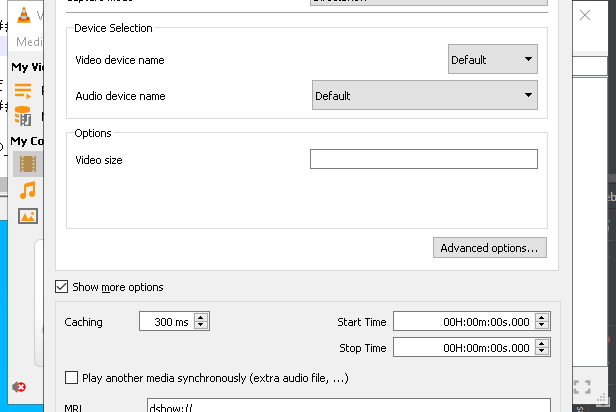 Device Selection
Video device name
Default
Audio device name
Default
Options
Video size
Advanced options...
Show more options
Caching
300 ms
Start Time
00H:00m:00s.000
Stop Time
00H:00m:00s.000
Play another media synchronously (extra audio file, ...)
MRL
dshow://
V
Medi
My Vi
My Co